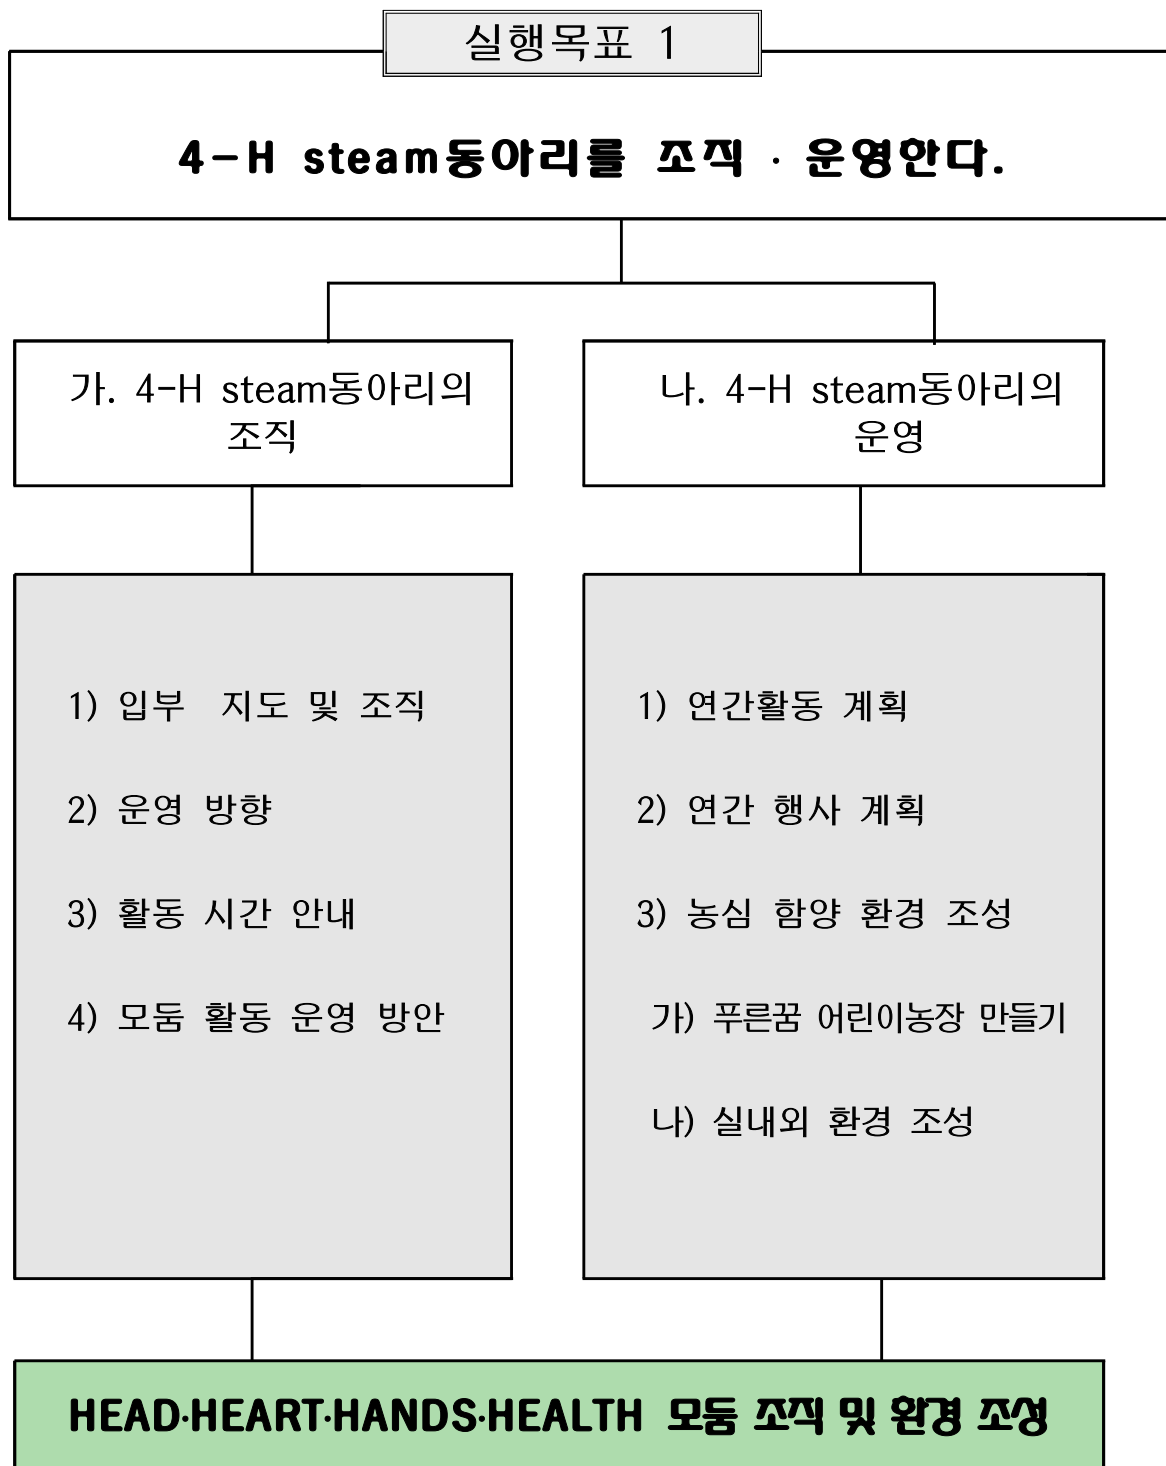 실행목표 1
4-H steam동아리를 조직 · 운영한다.
가. 4-H steam동아리의
조직
나. 4-H steam동아리의
운영
1) 입부 지도 및 조직
2) 운영 방향
3) 활동 시간 안내
4) 모둠 활동 운영 방안
1) 연간활동 계획
2) 연간 행사 계획
3) 농심 함양 환경 조성
가) 푸른꿈 어린이농장 만들기
나) 실내외 환경 조성
HEAD·HEART·HANDS·HEALTH 모둠 조직 및 환경 조성